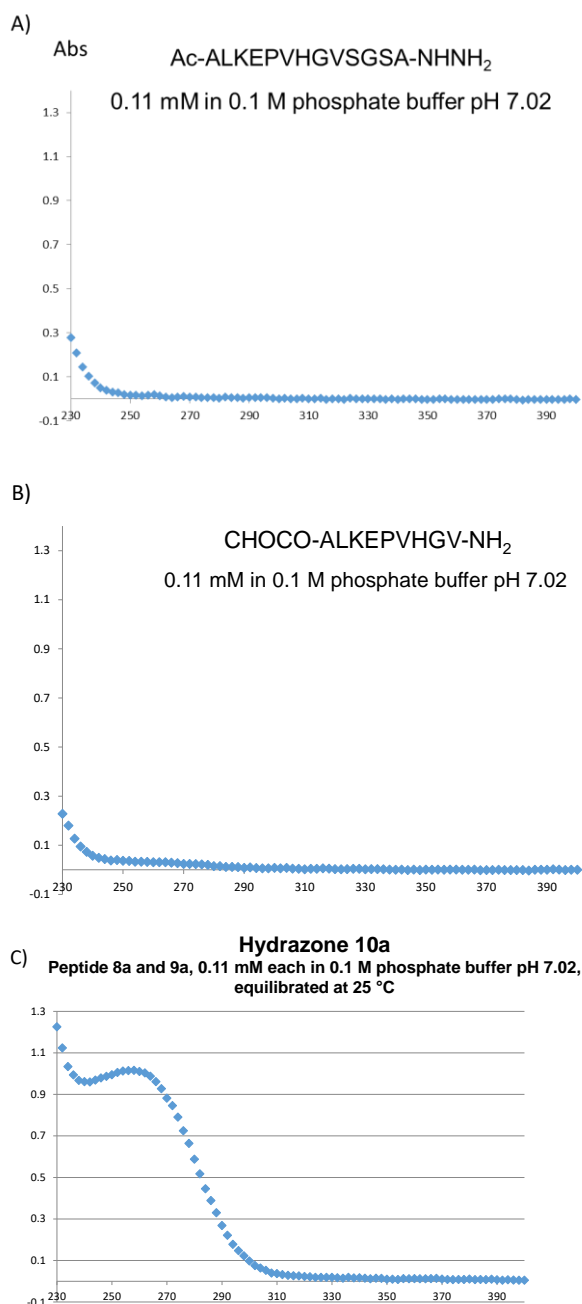 A)
Abs
Ac-ALKEPVHGVSGSA-NHNH2
0.11 mM in 0.1 M phosphate buffer pH 7.02
1.3
1.1
0.9
0.7
0.5
0.3
0.1
-0.1
230 250 270 290 310 330 350 370 390
B)
CHOCO-ALKEPVHGV-NH2
0.11 mM in 0.1 M phosphate buffer pH 7.02
1.3
1.1
0.9
0.7
0.5
0.3
0.1
-0.1
230 250 270 290 310 330 350 370 390
C)
Hydrazone 10a
Peptide 8a and 9a, 0.11 mM each in 0.1 M phosphate buffer pH 7.02,
equilibrated at 25 °C
1.3
1.1
0.9
0.7
0.5
0.3
0.1
-0.1
230 250 270 290 310 330 350 370 390